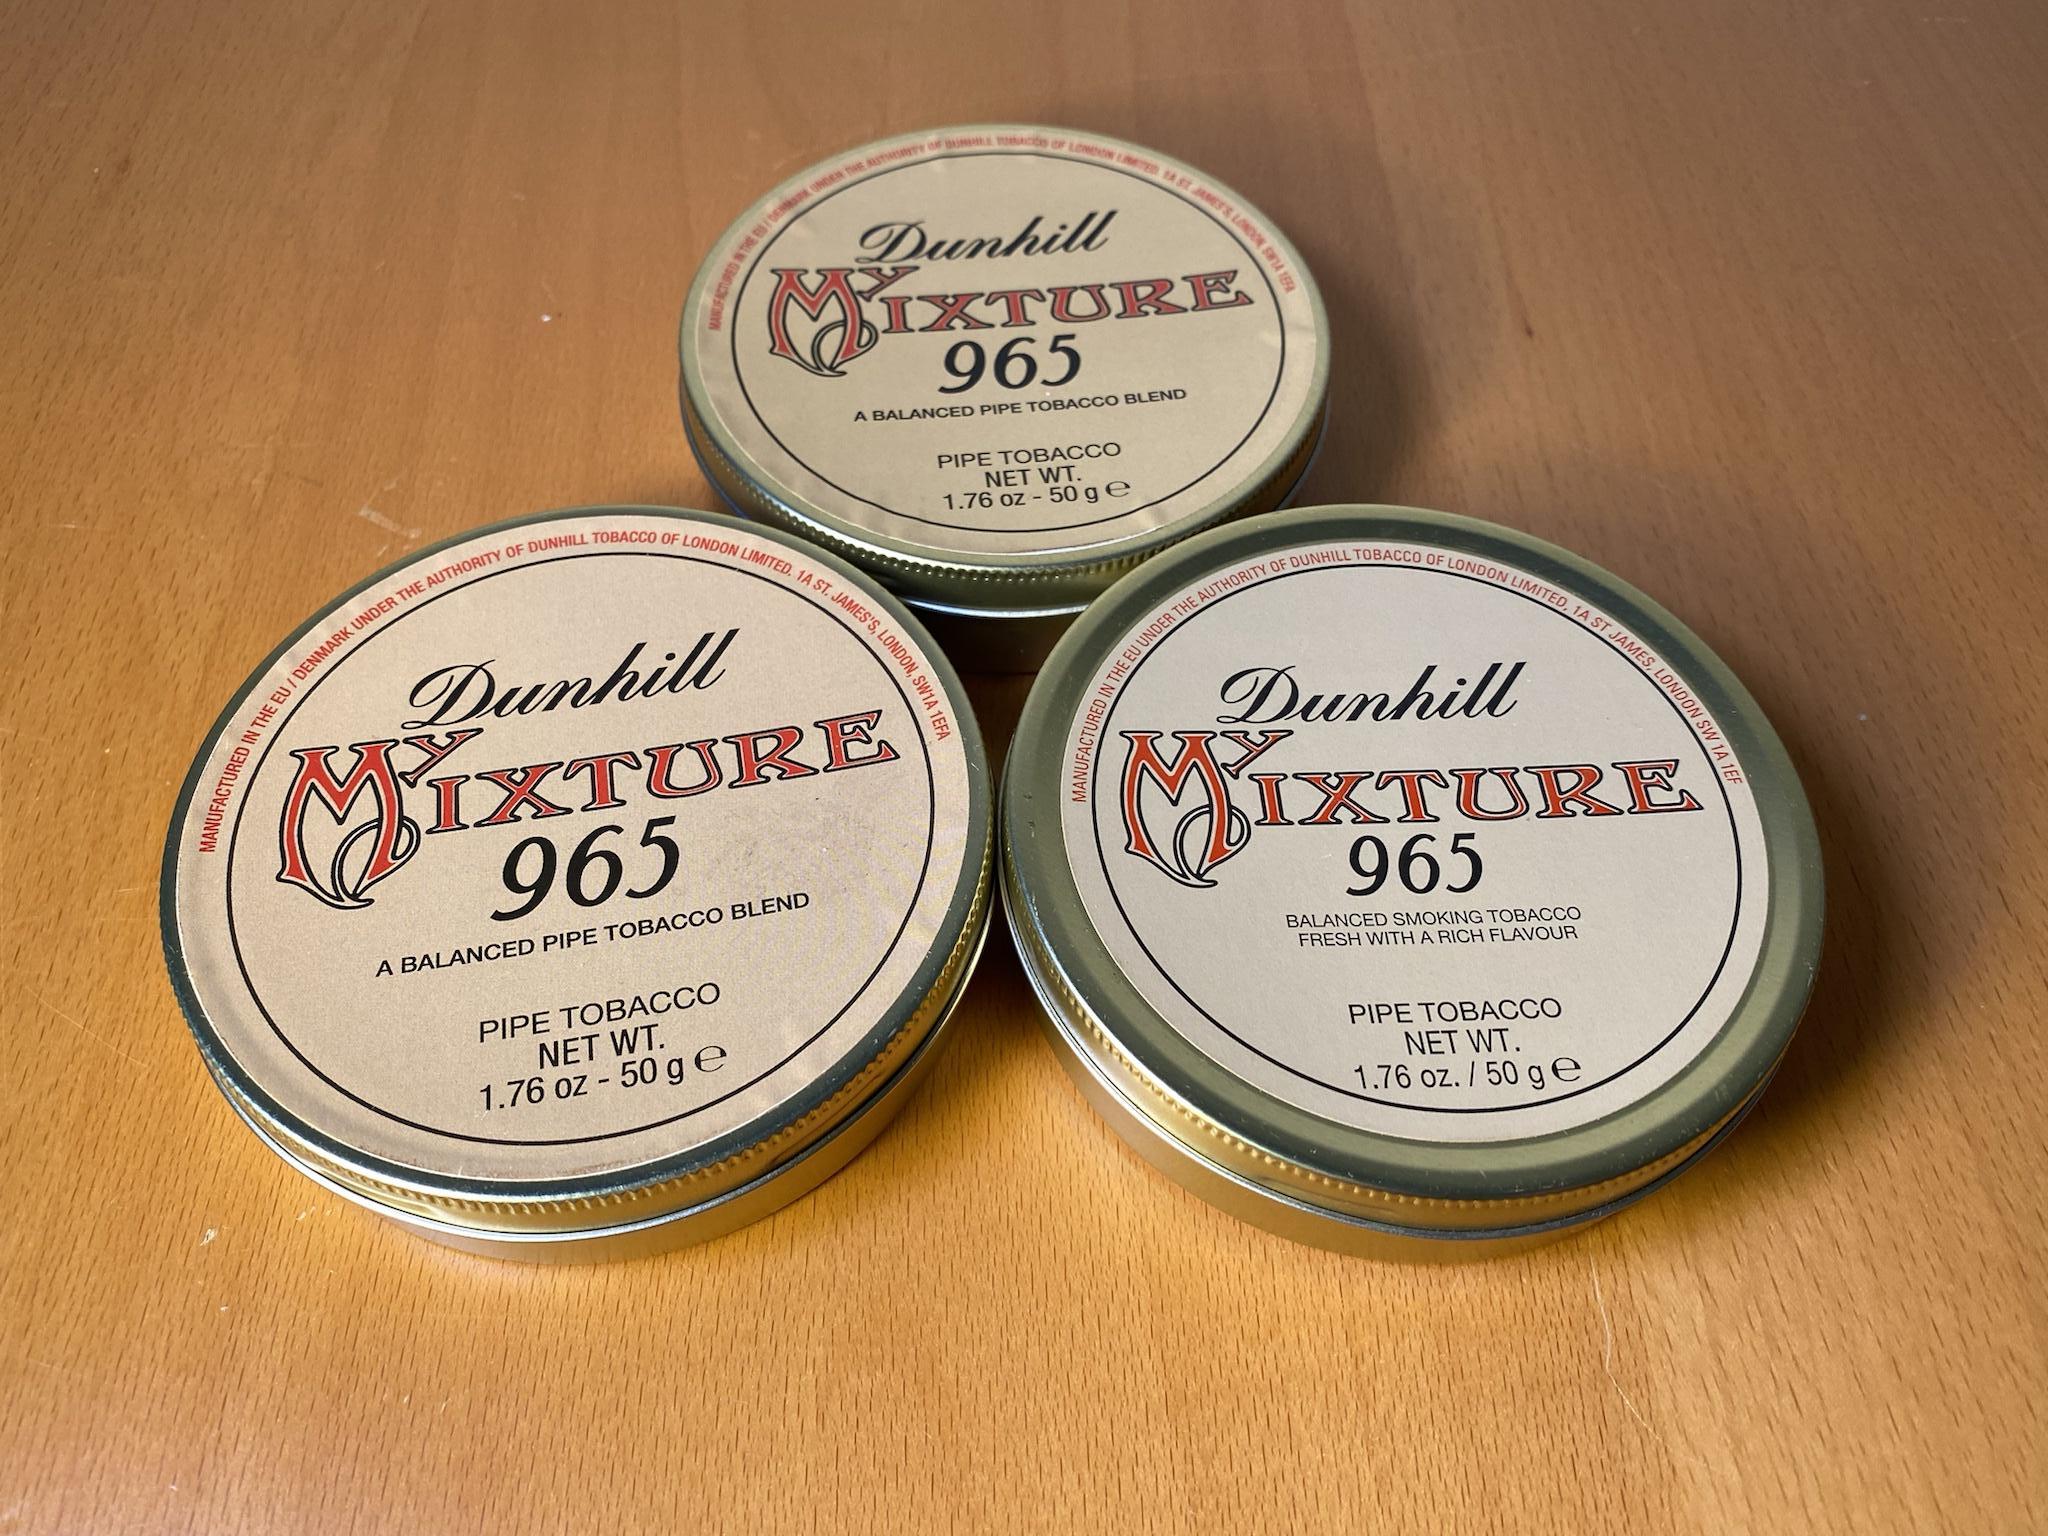 MANUFACTURED IN THE EU / DENMARK UNDER THE AUTHORITY OF DUNHILL TOBACCO OF LONDON LIMITED. 1A ST. JAMES'S, LONDON, SW1A 1EFA
Dunhill
My Mixture
965
A BALANCED PIPE TOBACCO BLEND
PIPE TOBACCO
NET WT.
1.76 oz - 50 g ℮
MANUFACTURED IN THE EU / DENMARK UNDER THE AUTHORITY OF DUNHILL TOBACCO OF LONDON LIMITED. 1A ST. JAMES'S, LONDON, SW1A 1EFA
Dunhill
My Mixture
965
A BALANCED PIPE TOBACCO BLEND
PIPE TOBACCO
NET WT.
1.76 oz - 50 g ℮
MANUFACTURED IN THE EU UNDER THE AUTHORITY OF DUNHILL TOBACCO OF LONDON LIMITED, 1A ST JAMES, LONDON SW 1A 1EF
Dunhill
My Mixture
965
BALANCED SMOKING TOBACCO
FRESH WITH A RICH FLAVOUR
PIPE TOBACCO
NET WT.
1.76 oz. / 50 g ℮